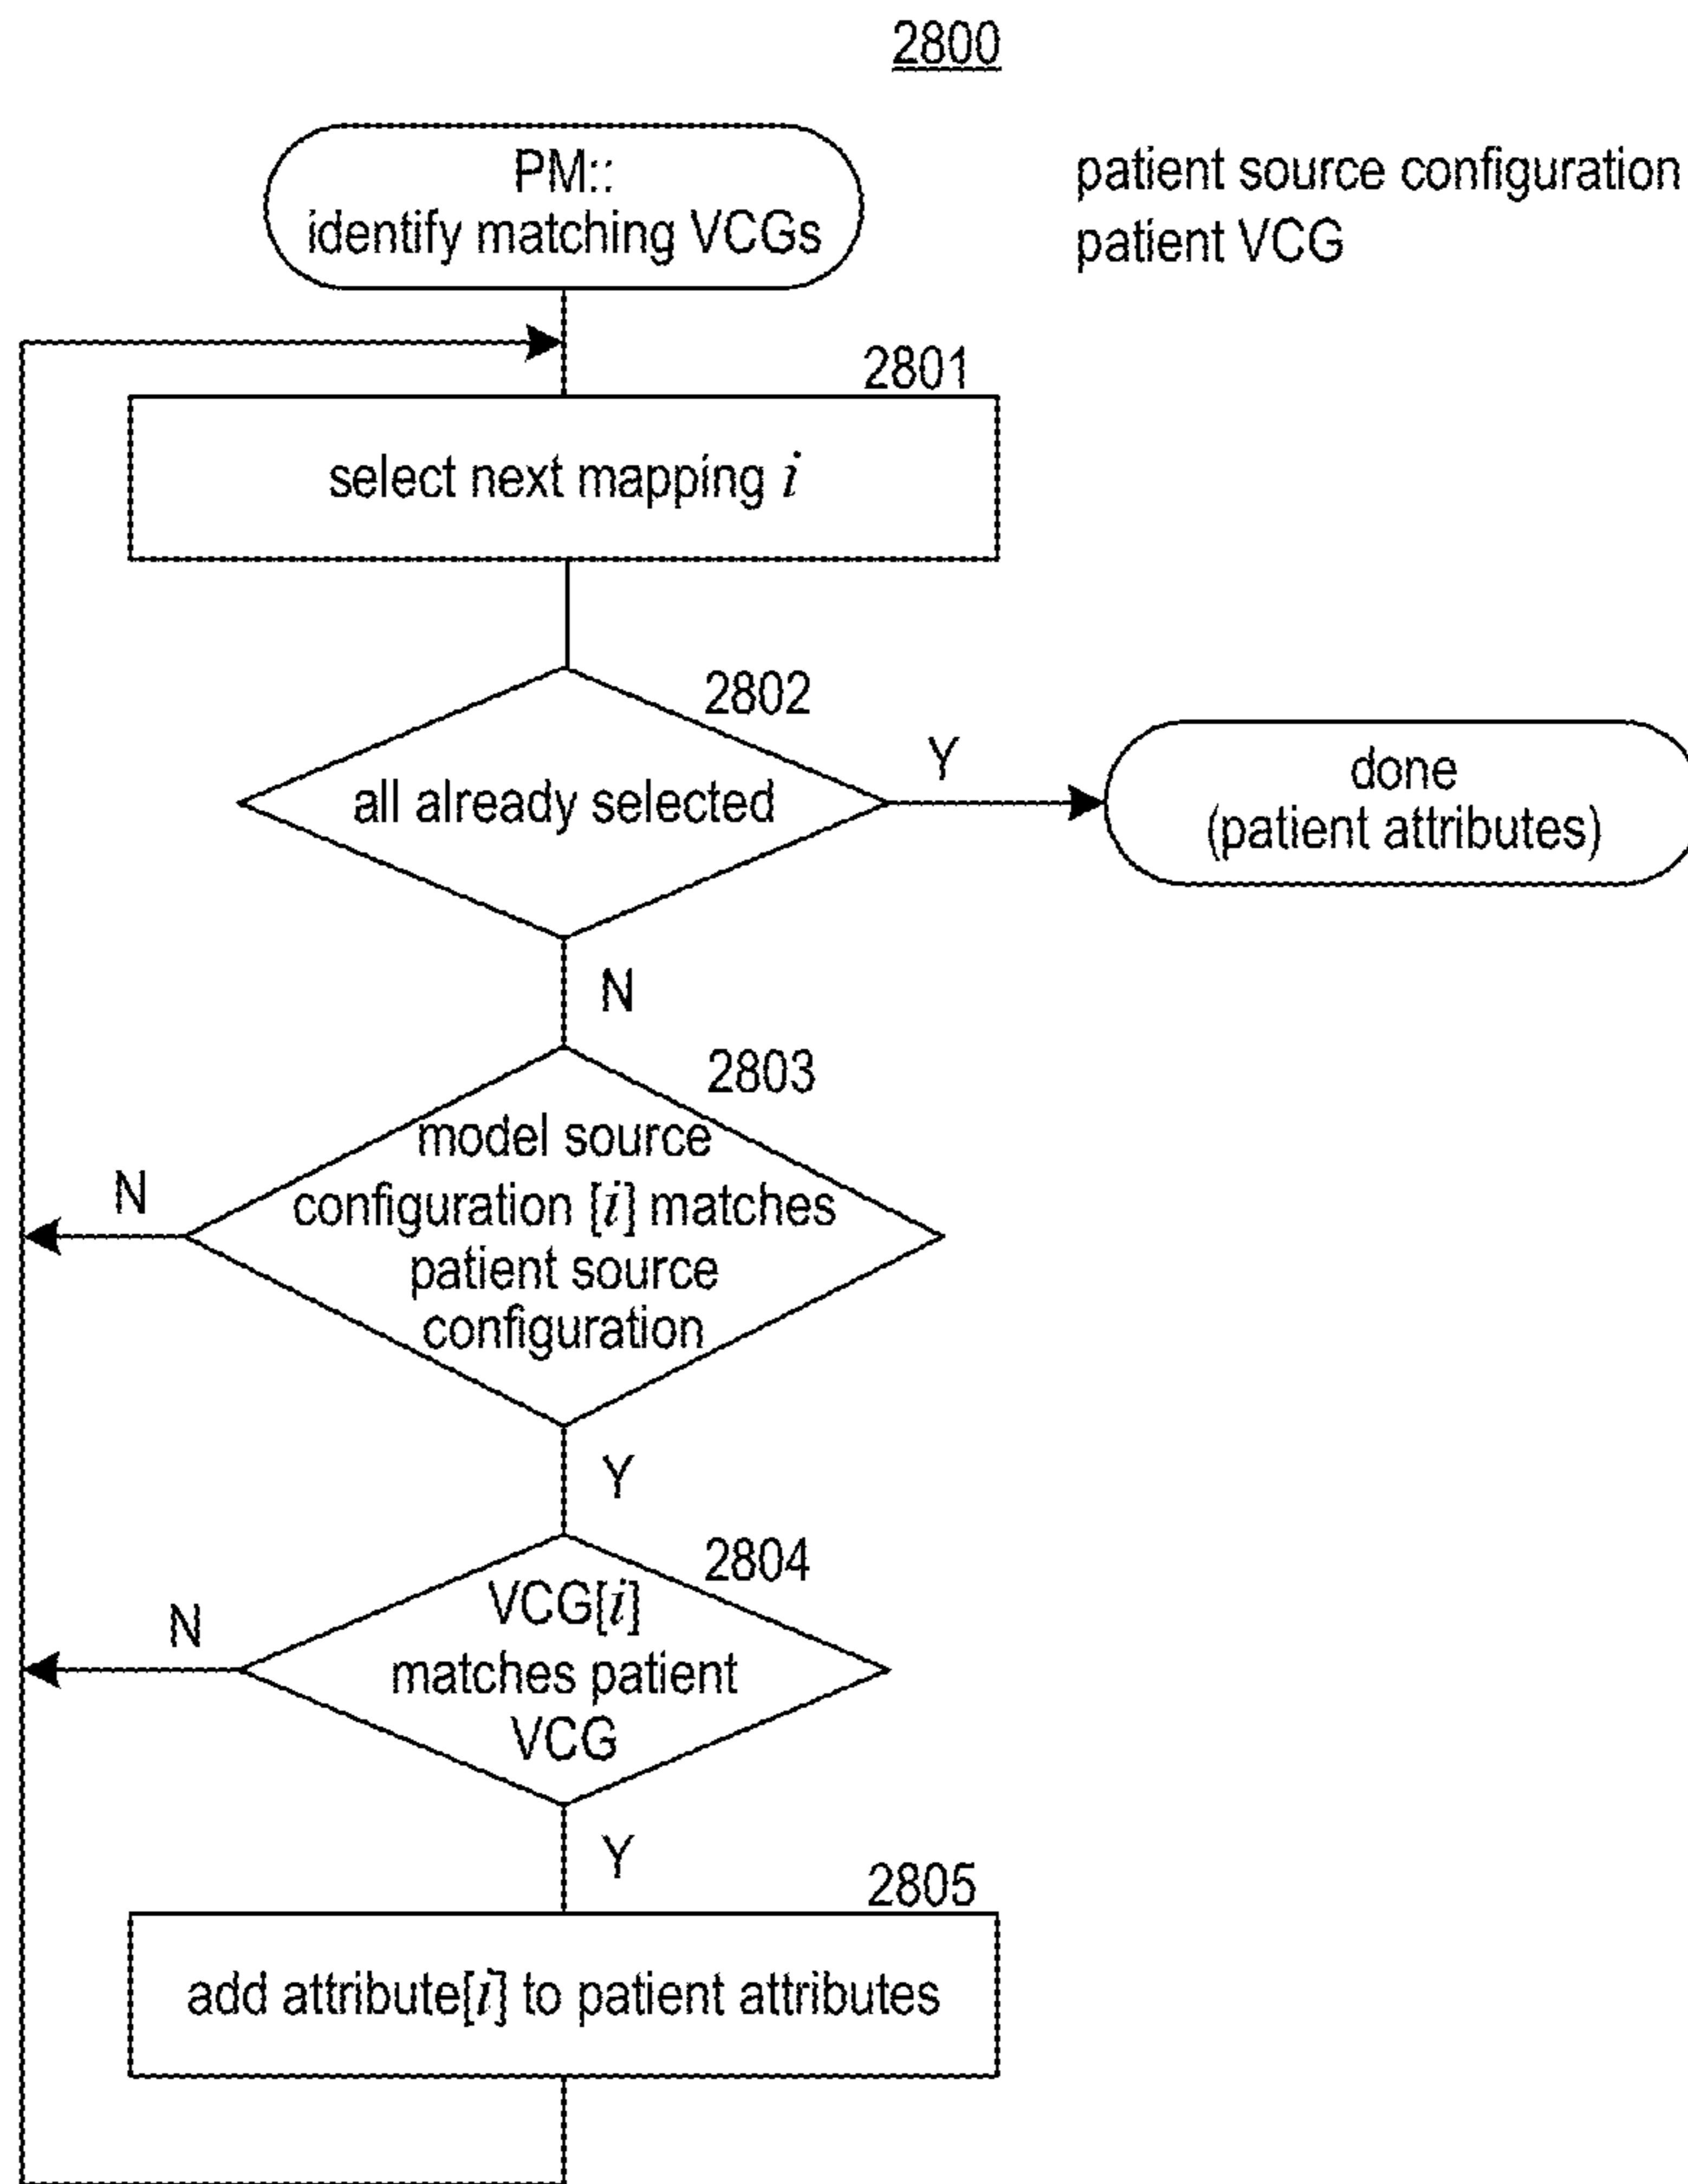 2800
PM::
identify matching VCGs
patient source configuration
patient VCG
2801
select next mapping i
2802
all already selected
Y
done
(patient attributes)
N
2803
model source
configuration [i] matches
patient source
configuration
N
Y
2804
VCG[i]
matches patient
VCG
N
Y
2805
add attribute[i] to patient attributes